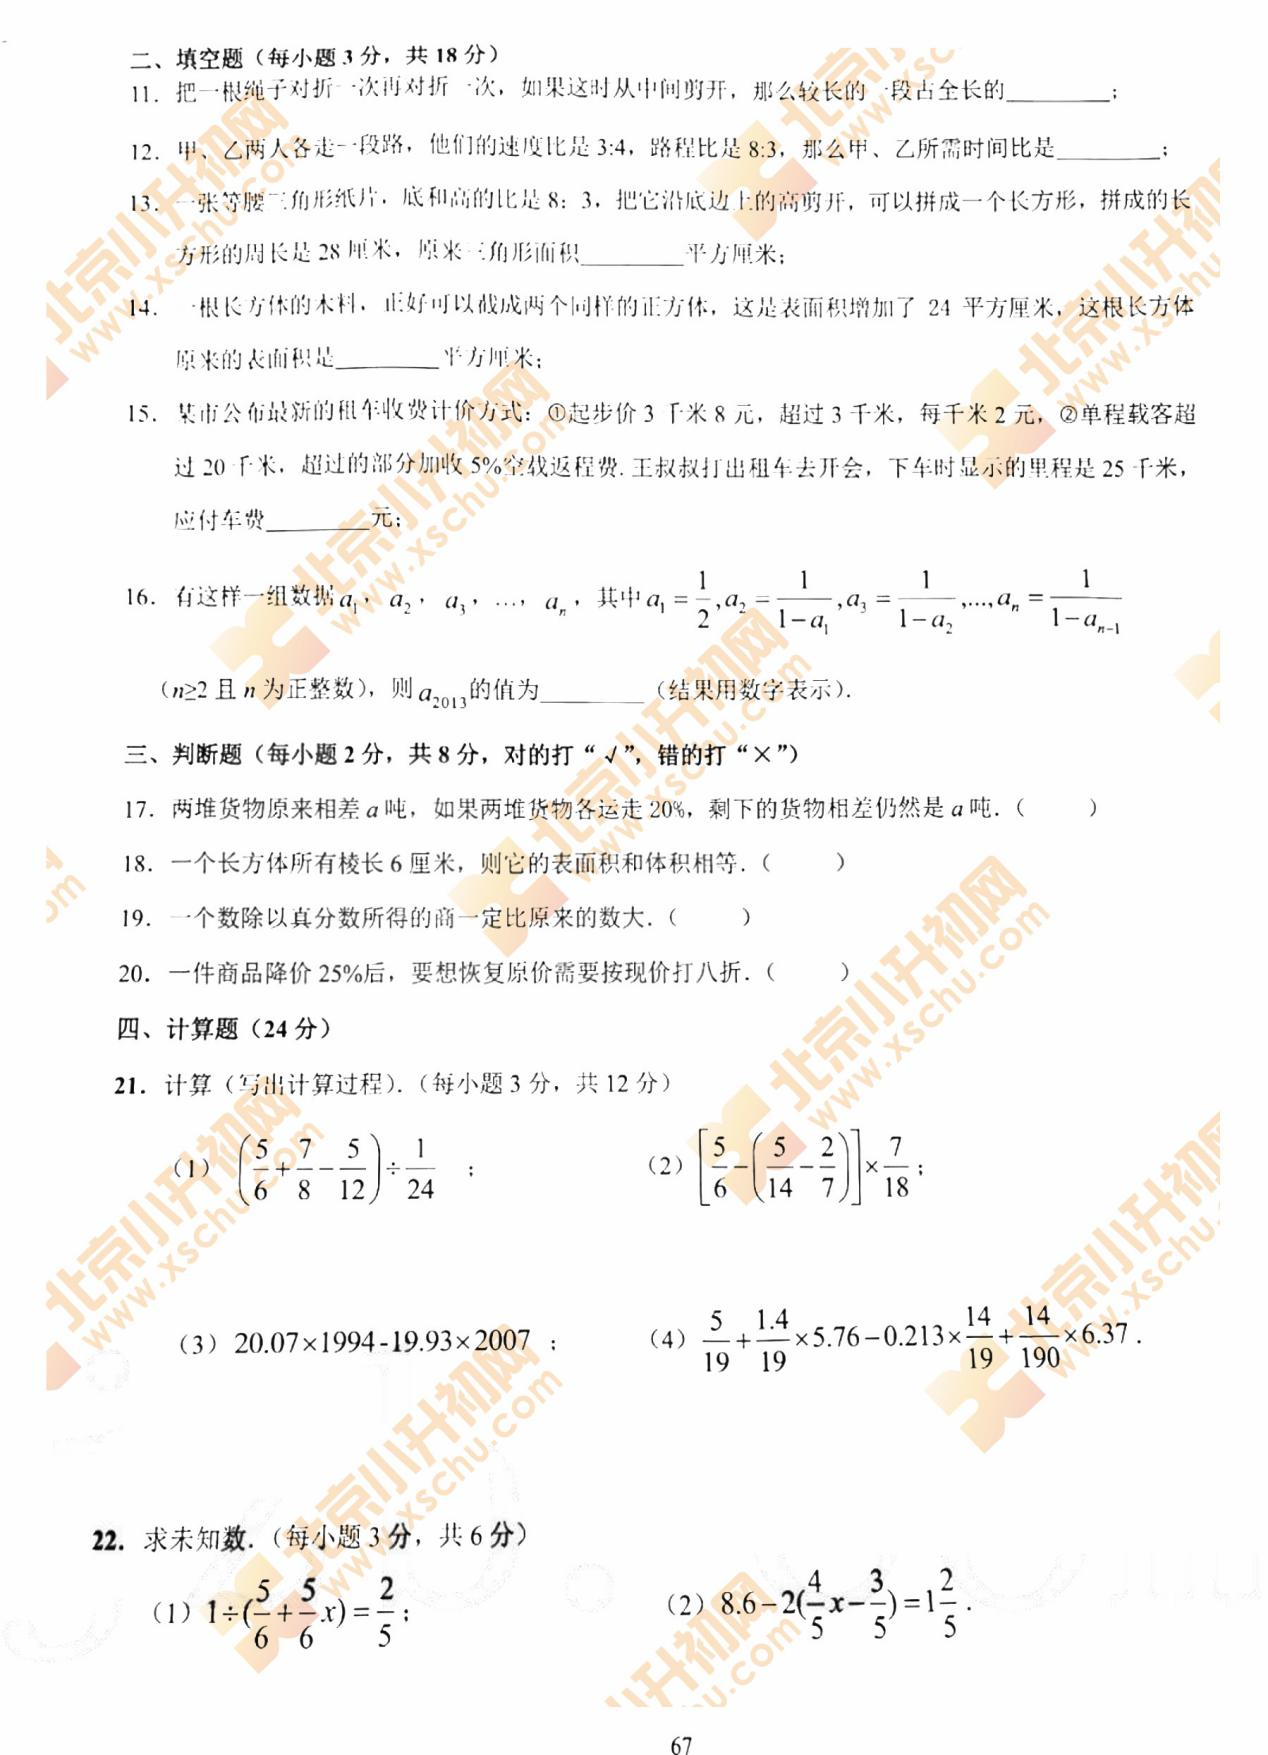 二、填空题（每小题 3 分，共 18 分）
11. 把一根绳子对折一次再对折一次，如果这时从中间剪开，那么较长的一段占全长的________；
12. 甲、乙两人各走一段路，他们的速度比是 3:4，路程比是 8:3，那么甲、乙所需时间比是________；
13. 一张等腰三角形纸片，底和高的比是 8：3，把它沿底边上的高剪开，可以拼成一个长方形，拼成的长
方形的周长是 28 厘米，原来三角形面积________平方厘米；
14. 一根长方体的木料，正好可以截成两个同样的正方体，这是表面积增加了 24 平方厘米，这根长方体
原来的表面积是________平方厘米；
15. 某市公布最新的租车收费计价方式：①起步价 3 千米 8 元，超过 3 千米，每千米 2 元，②单程载客超
过 20 千米，超过的部分加收 5%空载返程费. 王叔叔打出租车去开会，下车时显示的里程是 25 千米，
应付车费________元；
16. 有这样一组数据 a₁，a₂，a₃，…，aₙ，其中 a₁ = 1/2, a₂ = 1/(1−a₁), a₃ = 1/(1−a₂), …, aₙ = 1/(1−aₙ₋₁)
（n≥2 且 n 为正整数），则 a₂₀₁₃的值为________（结果用数字表示）.
三、判断题（每小题 2 分，共 8 分，对的打“√”，错的打“×”）
17. 两堆货物原来相差 a 吨，如果两堆货物各运走 20%，剩下的货物相差仍然是 a 吨.（　　）
18. 一个长方体所有棱长 6 厘米，则它的表面积和体积相等.（　　）
19. 一个数除以真分数所得的商一定比原来的数大.（　　）
20. 一件商品降价 25%后，要想恢复原价需要按现价打八折.（　　）
四、计算题（24 分）
21. 计算（写出计算过程）.（每小题 3 分，共 12 分）
（1）(5/6 + 7/8 − 5/12) ÷ 1/24 ；（2）[5/6 − (5/14 − 2/7)] × 7/18 ；
（3）20.07×1994-19.93×2007 ；（4）5/19 + 1.4/19 ×5.76−0.213× 14/19 + 14/190 ×6.37 .
22. 求未知数.（每小题 3 分，共 6 分）
（1）1÷(5/6 + 5/6 x) = 2/5 ；（2）8.6−2(4/5 x − 3/5) = 1 2/5 .
67
北京小升初网
www.xschu.com